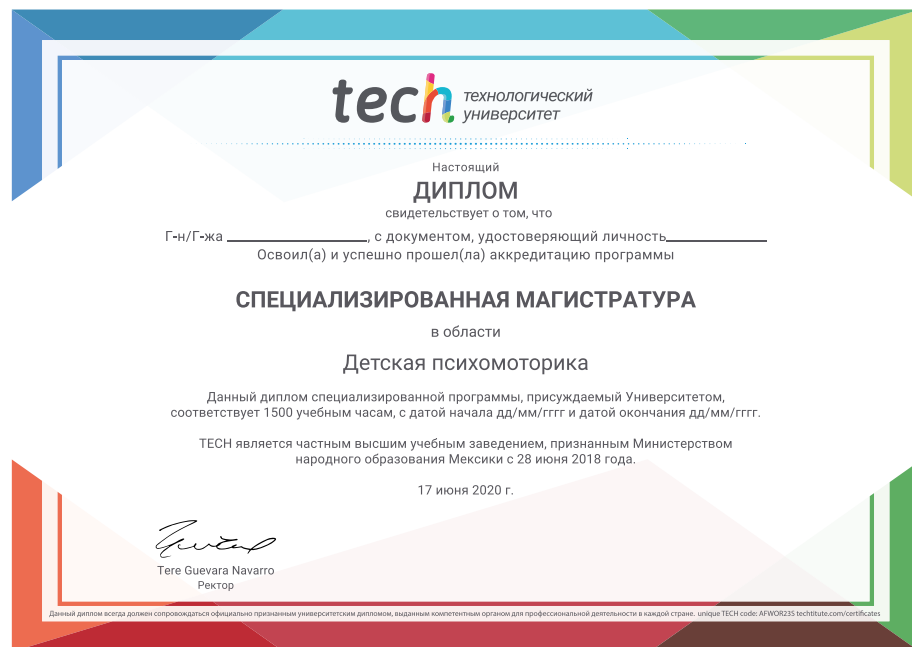 tech технологический
университет
Настоящий
ДИПЛОМ
свидетельствует о том, что
Г-н/Г-жа ____________________, с документом, удостоверяющий личность______________
Освоил(а) и успешно прошел(ла) аккредитацию программы
СПЕЦИАЛИЗИРОВАННАЯ МАГИСТРАТУРА
в области
Детская психомоторика
Данный диплом специализированной программы, присуждаемый Университетом,
соответствует 1500 учебным часам, с датой начала дд/мм/гггг и датой окончания дд/мм/гггг.
TECH является частным высшим учебным заведением, признанным Министерством
народного образования Мексики с 28 июня 2018 года.
17 июня 2020 г.
Tere Guevara Navarro
Ректор
Данный диплом всегда должен сопровождаться официально признанным университетским дипломом, выданным компетентным органом для профессиональной деятельности в каждой стране. unique TECH code: AFWOR23S techtitute.com/certificates